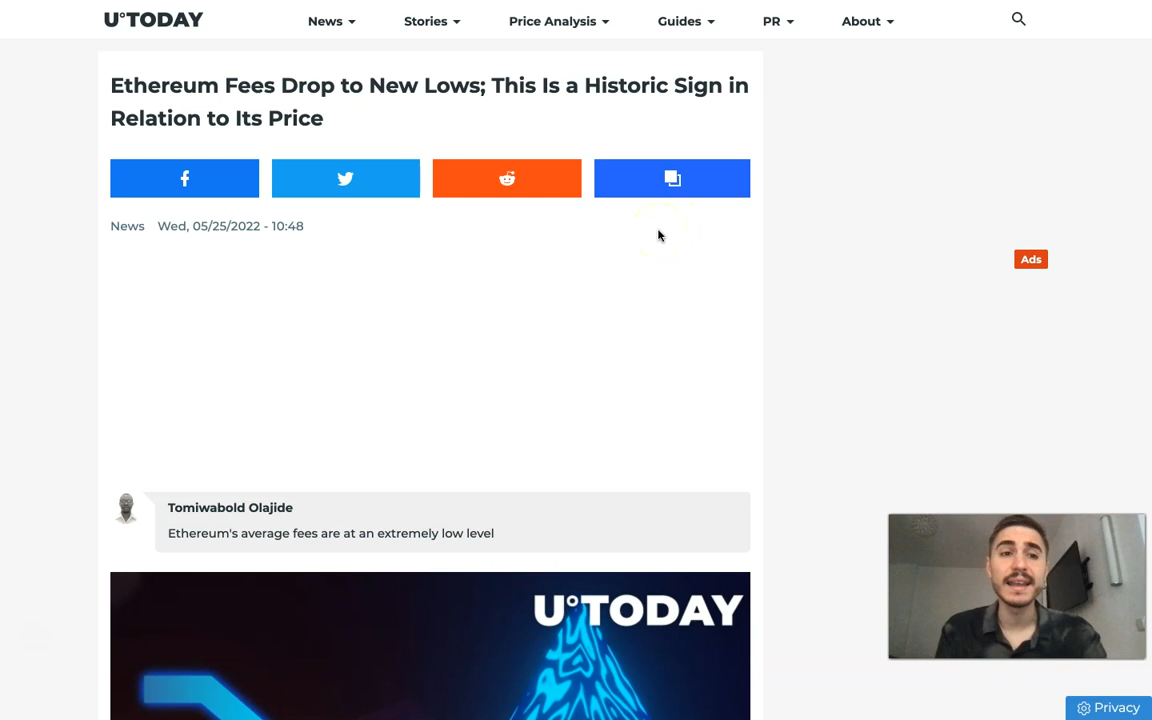 U°TODAY
News
Stories
Price Analysis
Guides
PR
About
Ethereum Fees Drop to New Lows; This Is a Historic Sign in
Relation to Its Price
News Wed, 05/25/2022 - 10:48
Ads
Tomiwabold Olajide
Ethereum's average fees are at an extremely low level
U°TODAY
Privacy